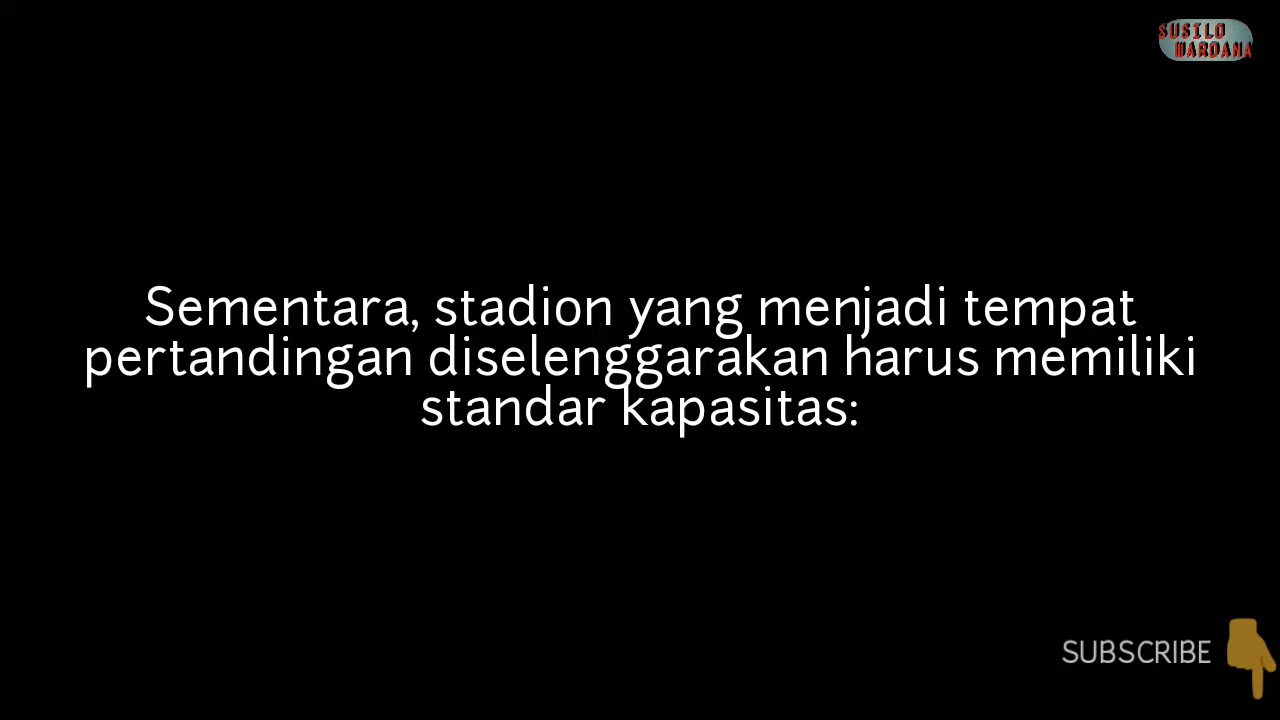 SUSILO
WARDANA
Sementara, stadion yang menjadi tempat
pertandingan diselenggarakan harus memiliki
standar kapasitas:
SUBSCRIBE